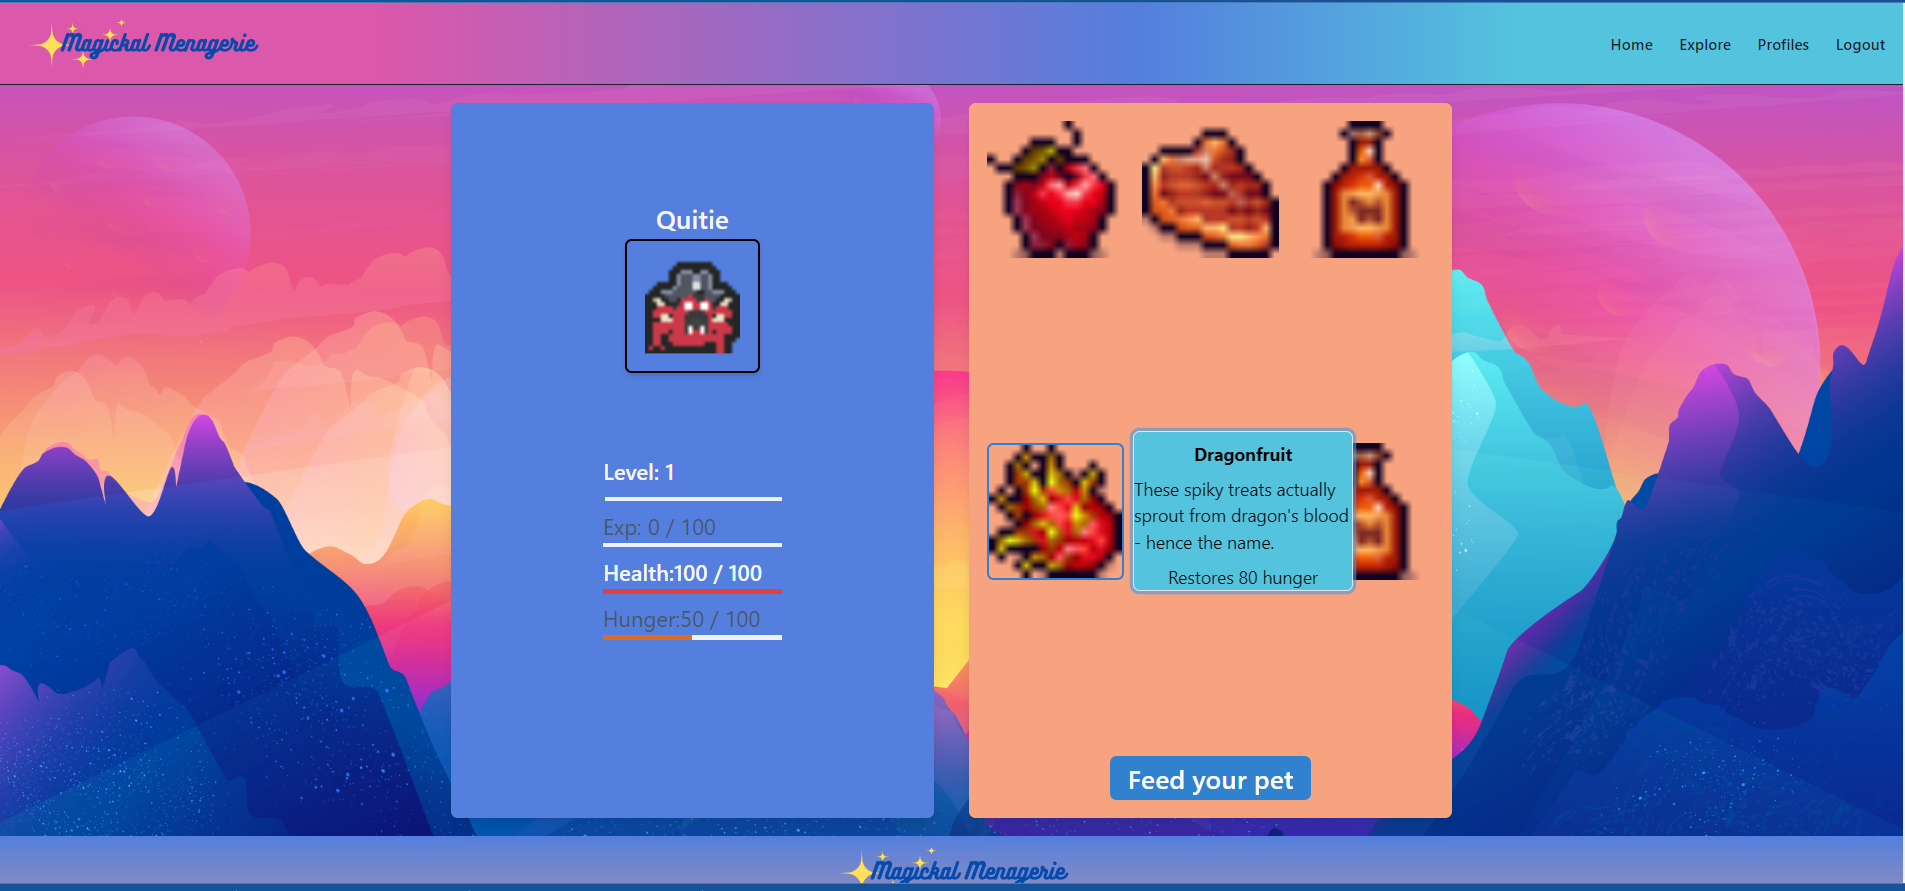 Magickal Menagerie
Home Explore Profiles Logout
Quitie
Level: 1
Exp: 0 / 100
Health:100 / 100
Hunger:50 / 100
Dragonfruit
These spiky treats actually
sprout from dragon's blood
- hence the name.
Restores 80 hunger
Feed your pet
Magickal Menagerie